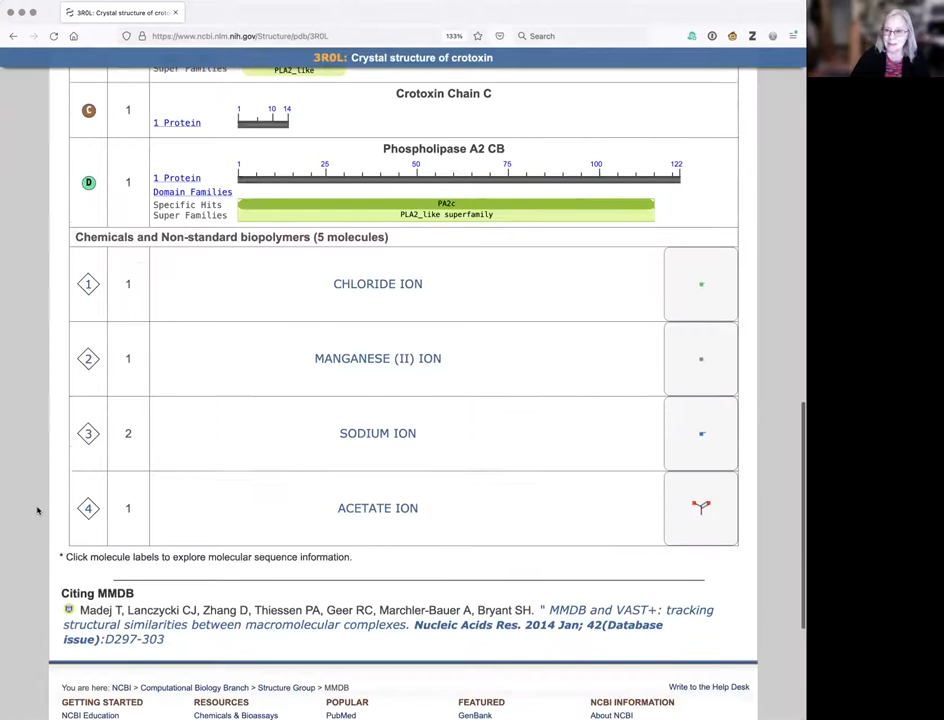 3R0L: Crystal structure of croto
https://www.ncbi.nlm.nih.gov/Structure/pdb/3R0L
133%
Search
3R0L: Crystal structure of crotoxin
Super Families
PLA2_like
C
1
Crotoxin Chain C
1 10 14
1 Protein
Phospholipase A2 CB
D
1
1 25 50 75 100 122
1 Protein
Domain Families
Specific Hits
PA2c
Super Families
PLA2_like superfamily
Chemicals and Non-standard biopolymers (5 molecules)
1 1 CHLORIDE ION
2 1 MANGANESE (II) ION
3 2 SODIUM ION
4 1 ACETATE ION
* Click molecule labels to explore molecular sequence information.
Citing MMDB
Madej T, Lanczycki CJ, Zhang D, Thiessen PA, Geer RC, Marchler-Bauer A, Bryant SH. " MMDB and VAST+: tracking
structural similarities between macromolecular complexes. Nucleic Acids Res. 2014 Jan; 42(Database
issue):D297-303
You are here: NCBI > Computational Biology Branch > Structure Group > MMDB
Write to the Help Desk
GETTING STARTED RESOURCES POPULAR FEATURED NCBI INFORMATION
NCBI Education Chemicals & Bioassays PubMed GenBank About NCBI